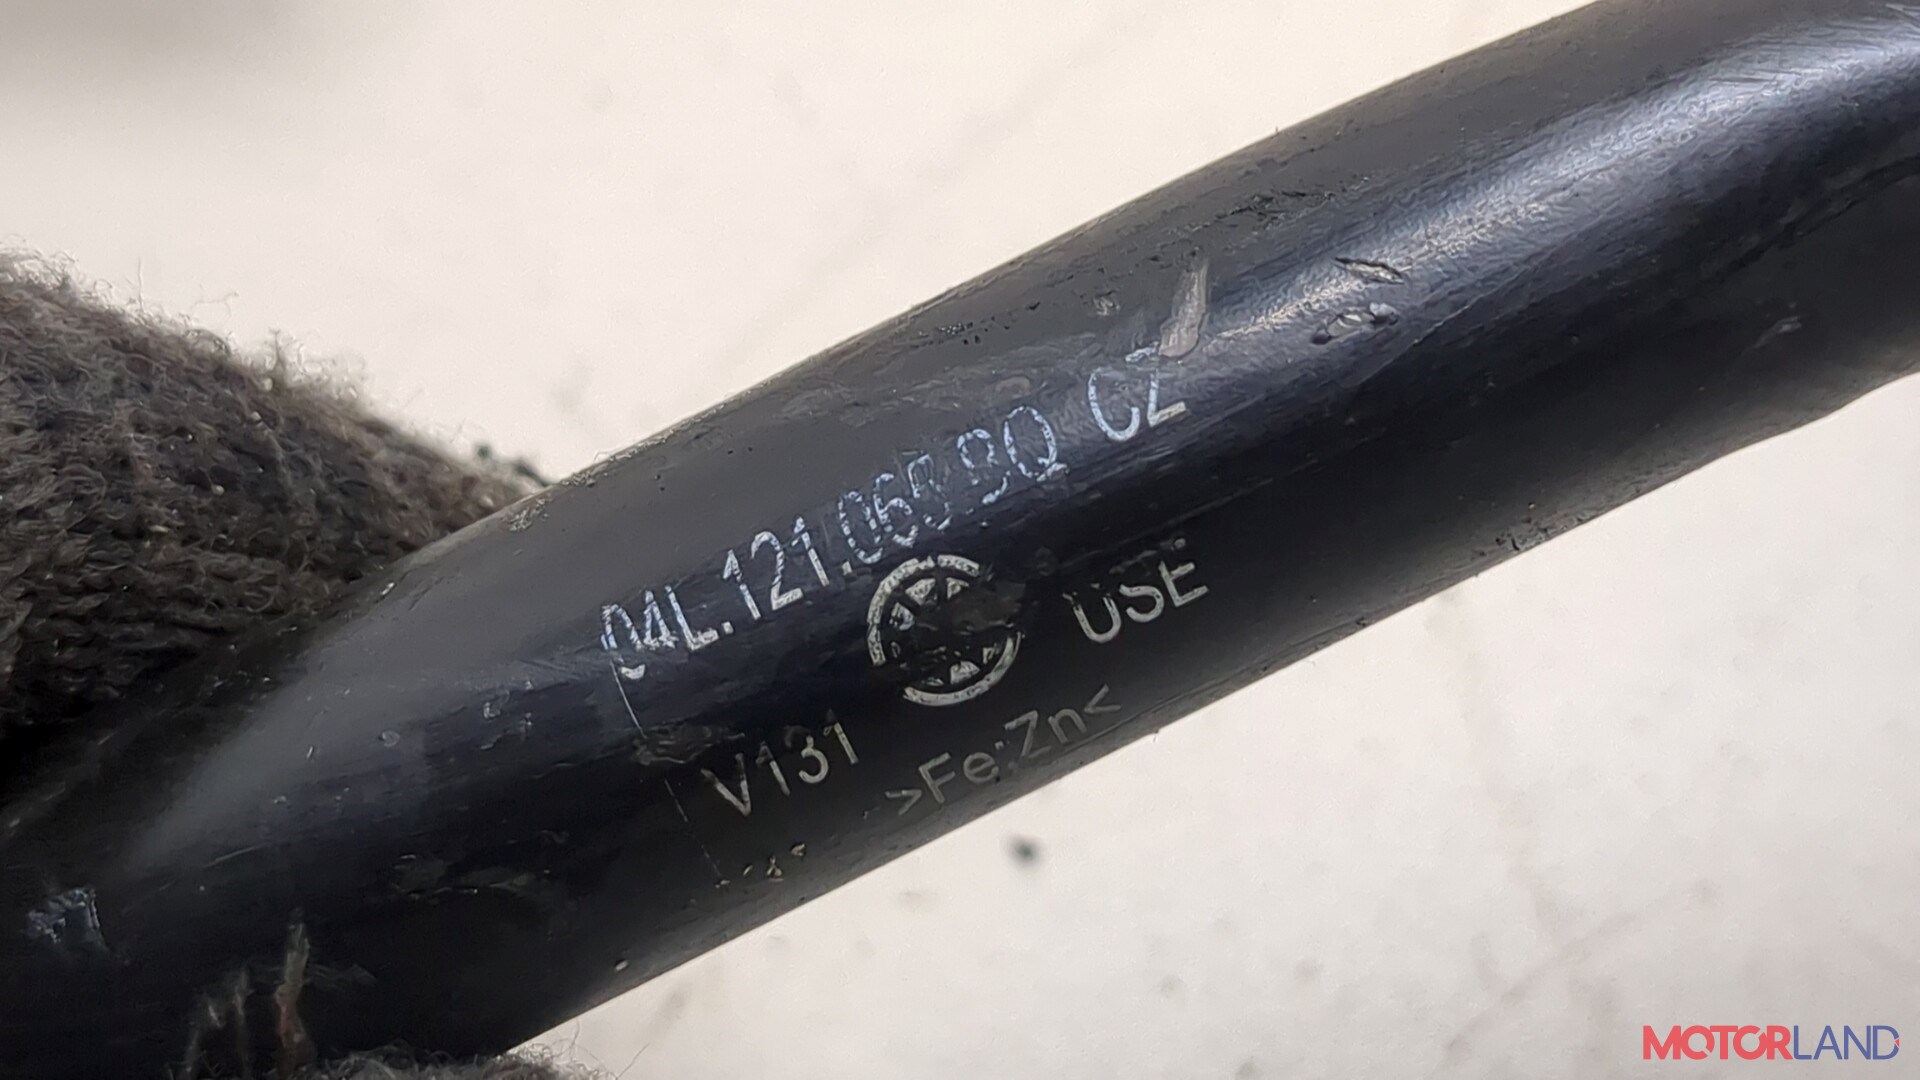 04L.121.065.BQ CZ
USE
V131
>Fe:Zn<
MOTORLAND